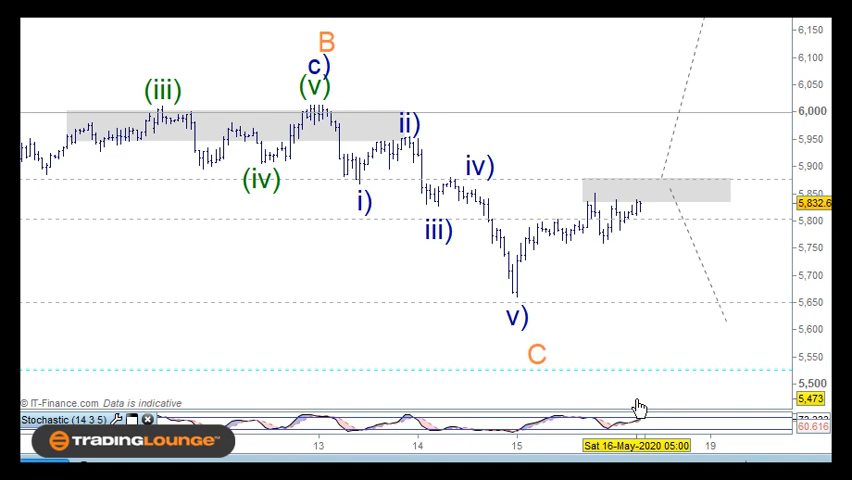 6,150
B
6,100
c)
(iii)
(v)
6,050
6,000
ii)
5,950
(iv)
iv)
5,900
i)
5,850
5,832.6
iii)
5,800
5,750
5,700
5,650
v)
5,600
C
5,550
5,500
© IT-Finance.com Data is indicative
5,473
Stochastic (14 3 5)
60.616
TRADINGLOUNGE
13
14
15
Sat 16-May-2020 05:00
19